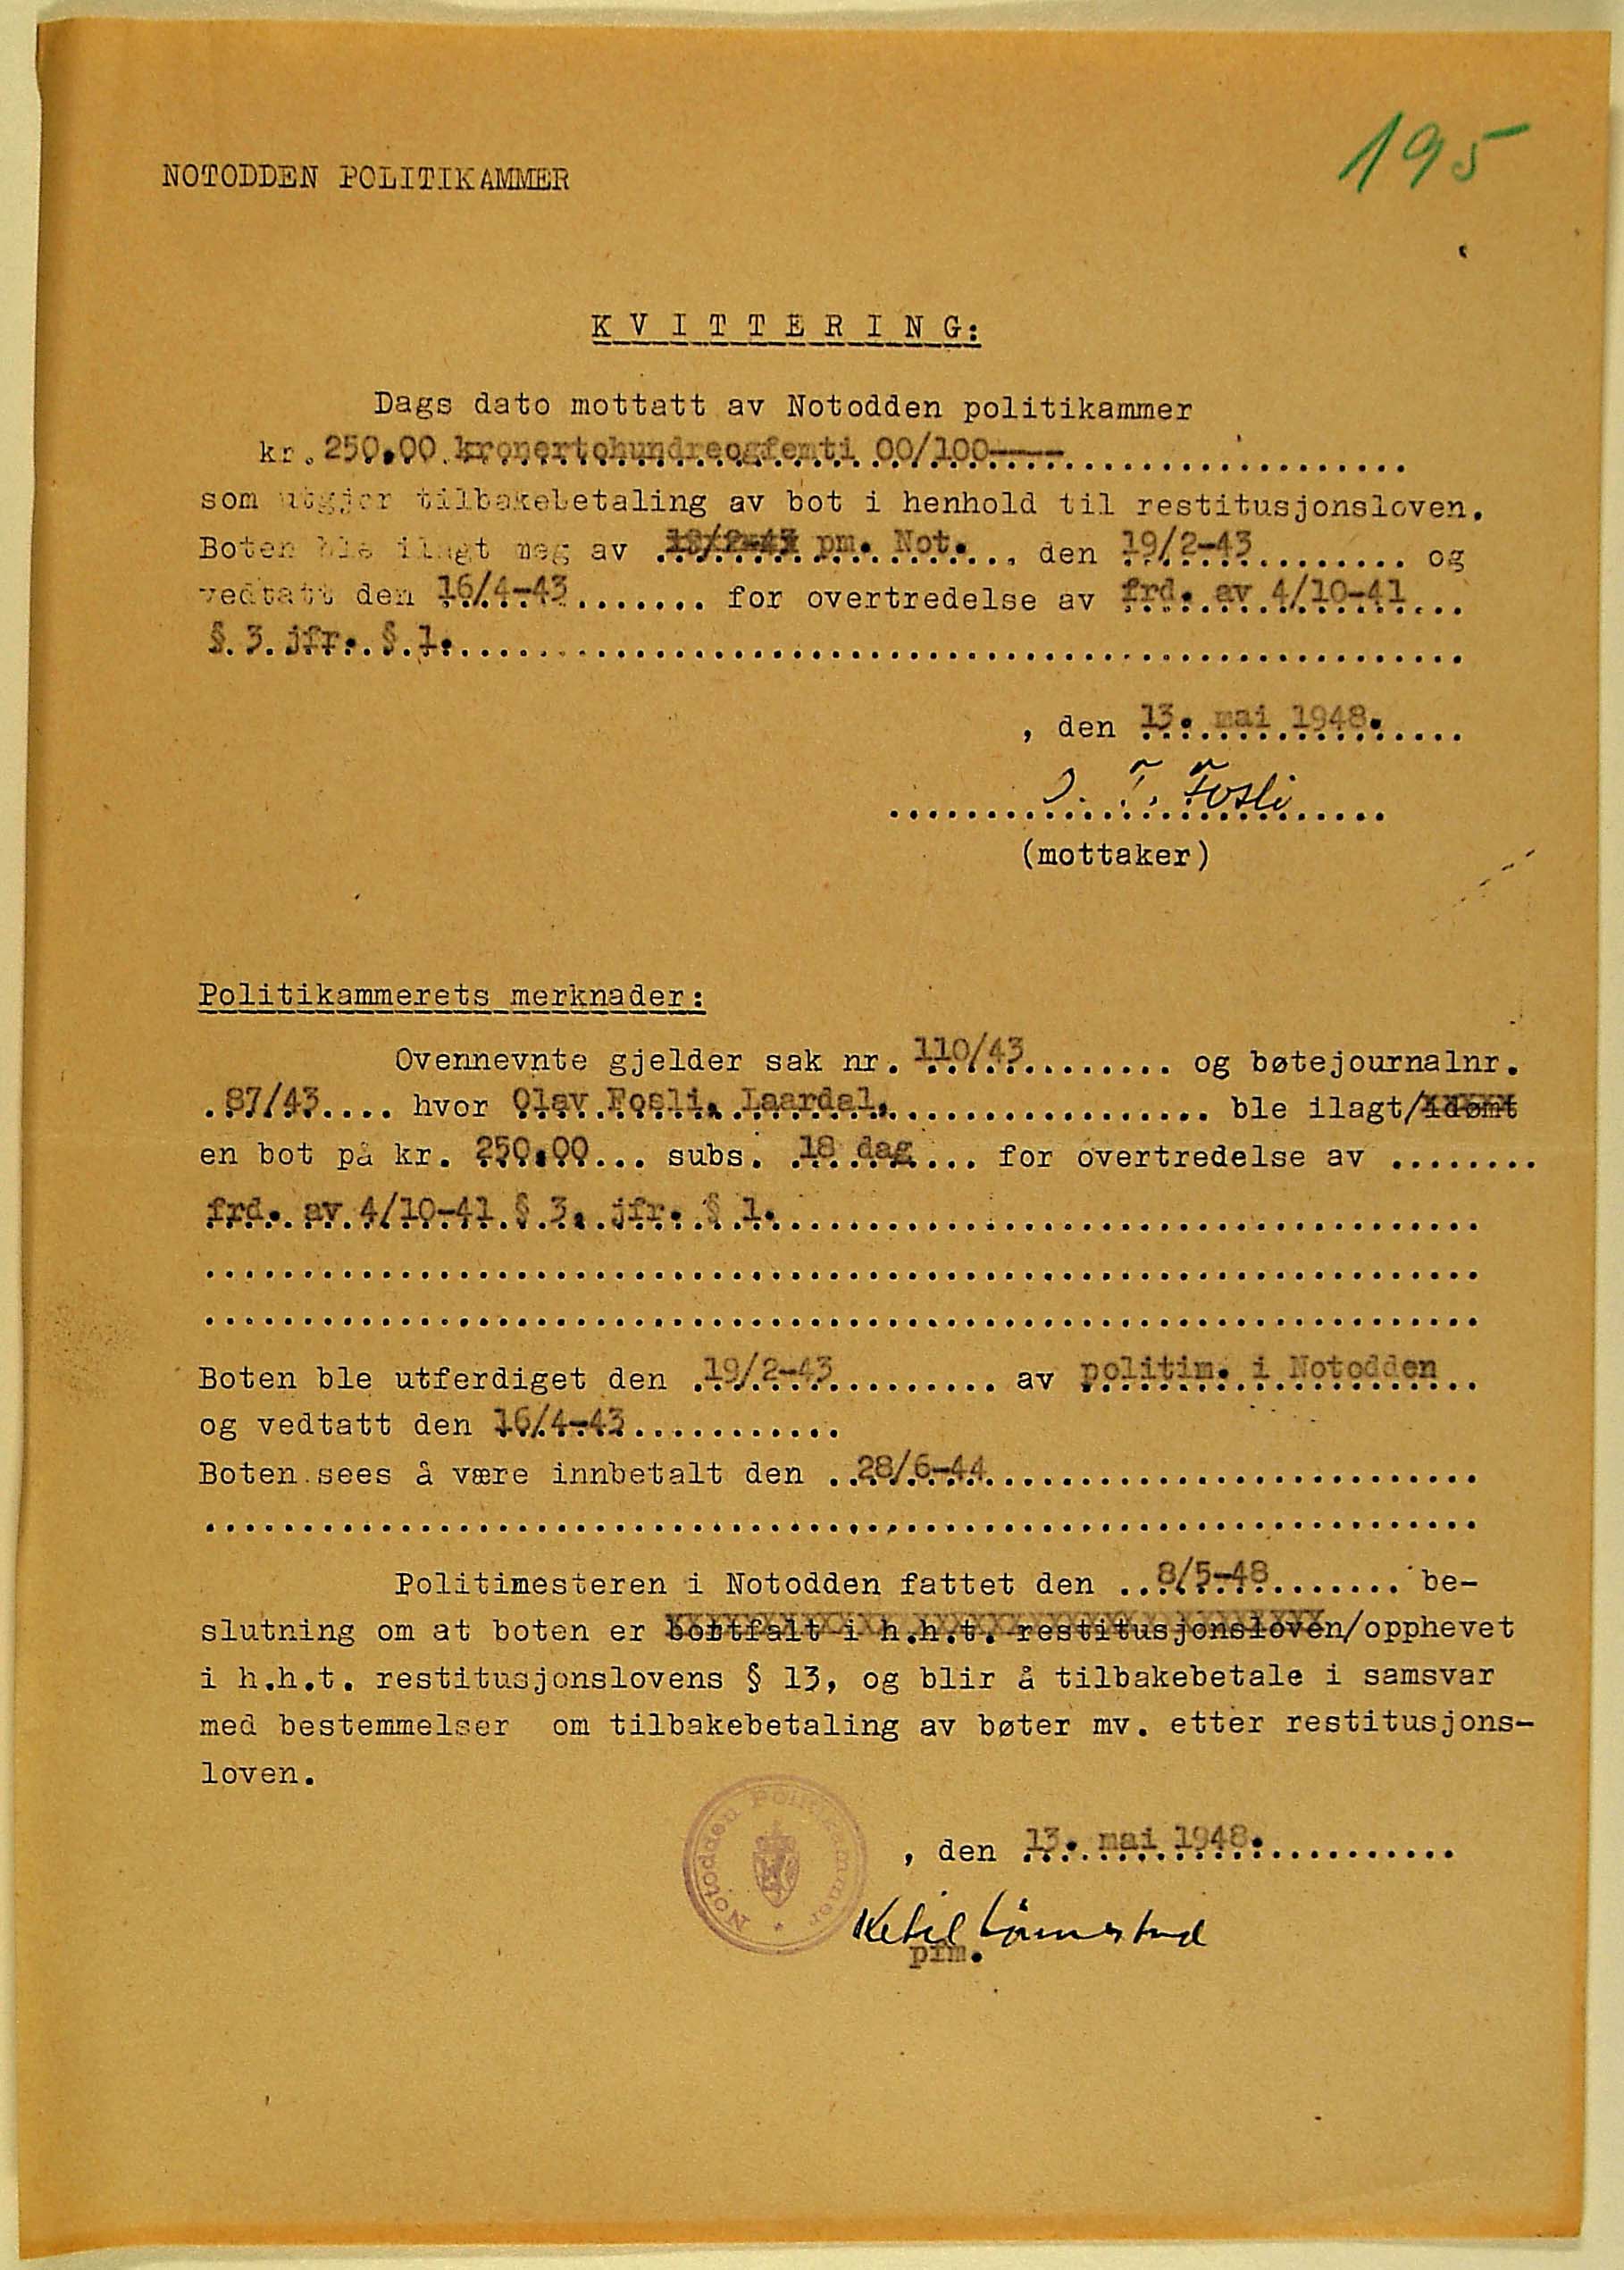 195
NOTODDEN POLITIKAMMER
KVITTERING:
Dags dato mottatt av Notodden politikammer
kr. 250.00 kronertohundreogfemti 00/100----
som utgjør tilbakebetaling av bot i henhold til restitusjonsloven.
Boten ble ilagt meg av pm. Not., den 19/2-43 og
vedtatt den 16/4-43 for overtredelse av frd. av 4/10-41
§ 3 jfr. § 1.
, den 13. mai 1948.
O. T. Fosli
(mottaker)
Politikammerets merknader:
Ovennevnte gjelder sak nr. 110/43 og bøtejournalnr.
87/43 hvor Olav Fosli, Laardal, ble ilagt/idømt
en bot på kr. 250.00 subs. 18 dag for overtredelse av
frd. av 4/10-41 § 3, jfr. § 1.
Boten ble utferdiget den 19/2-43 av politim. i Notodden
og vedtatt den 16/4-43
Boten sees å være innbetalt den 28/6-44
Politimesteren i Notodden fattet den 8/5-48 be-
slutning om at boten er bortfalt i h.h.t. restitusjonsloven/opphevet
i h.h.t. restitusjonslovens § 13, og blir å tilbakebetale i samsvar
med bestemmelser om tilbakebetaling av bøter mv. etter restitusjons-
loven.
Notodden Politikammer
, den 13. mai 1948.
Ketil
pfm.